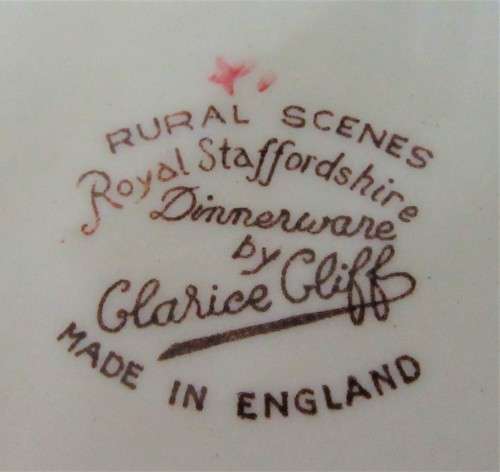 RURAL SCENES
Royal Staffordshire
Dinnerware
by
Clarice Cliff
MADE IN ENGLAND